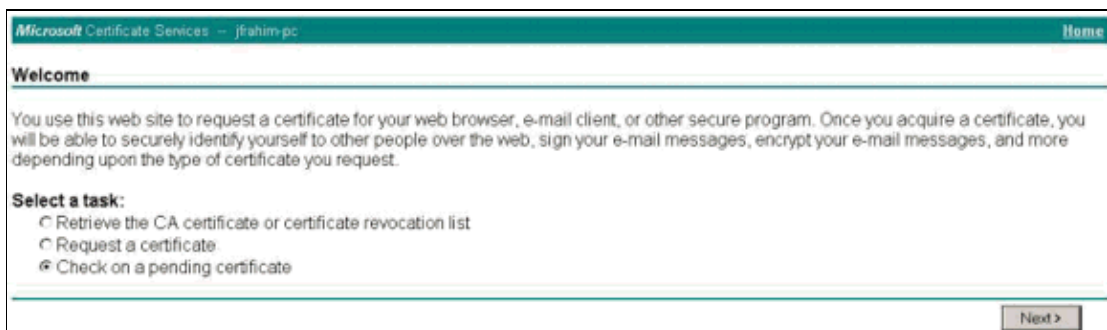 Microsoft Certificate Services -- jfrahim-pc Home
Welcome
You use this web site to request a certificate for your web browser, e-mail client, or other secure program. Once you acquire a certificate, you
will be able to securely identify yourself to other people over the web, sign your e-mail messages, encrypt your e-mail messages, and more
depending upon the type of certificate you request.
Select a task:
Retrieve the CA certificate or certificate revocation list
Request a certificate
Check on a pending certificate
Next >